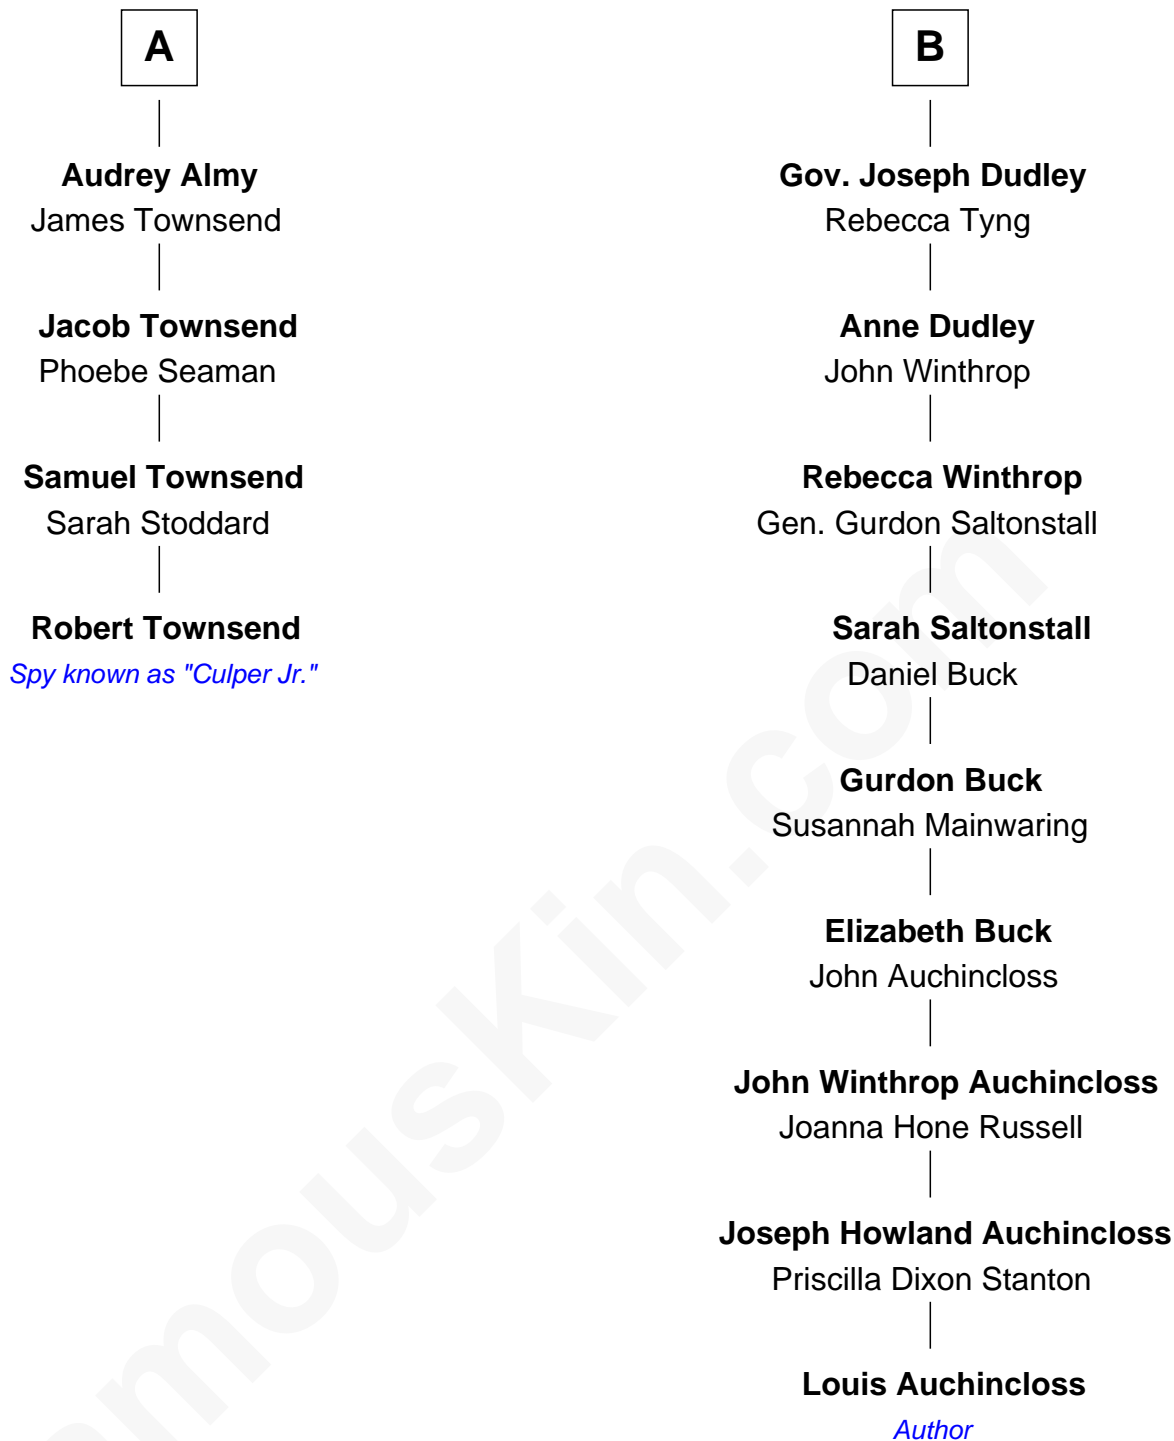 A
Audrey Almy
James Townsend
Jacob Townsend
Phoebe Seaman
Samuel Townsend
Sarah Stoddard
Robert Townsend
Spy known as "Culper Jr."
B
Gov. Joseph Dudley
Rebecca Tyng
Anne Dudley
John Winthrop
Rebecca Winthrop
Gen. Gurdon Saltonstall
Sarah Saltonstall
Daniel Buck
Gurdon Buck
Susannah Mainwaring
Elizabeth Buck
John Auchincloss
John Winthrop Auchincloss
Joanna Hone Russell
Joseph Howland Auchincloss
Priscilla Dixon Stanton
Louis Auchincloss
Author
amousKin.com